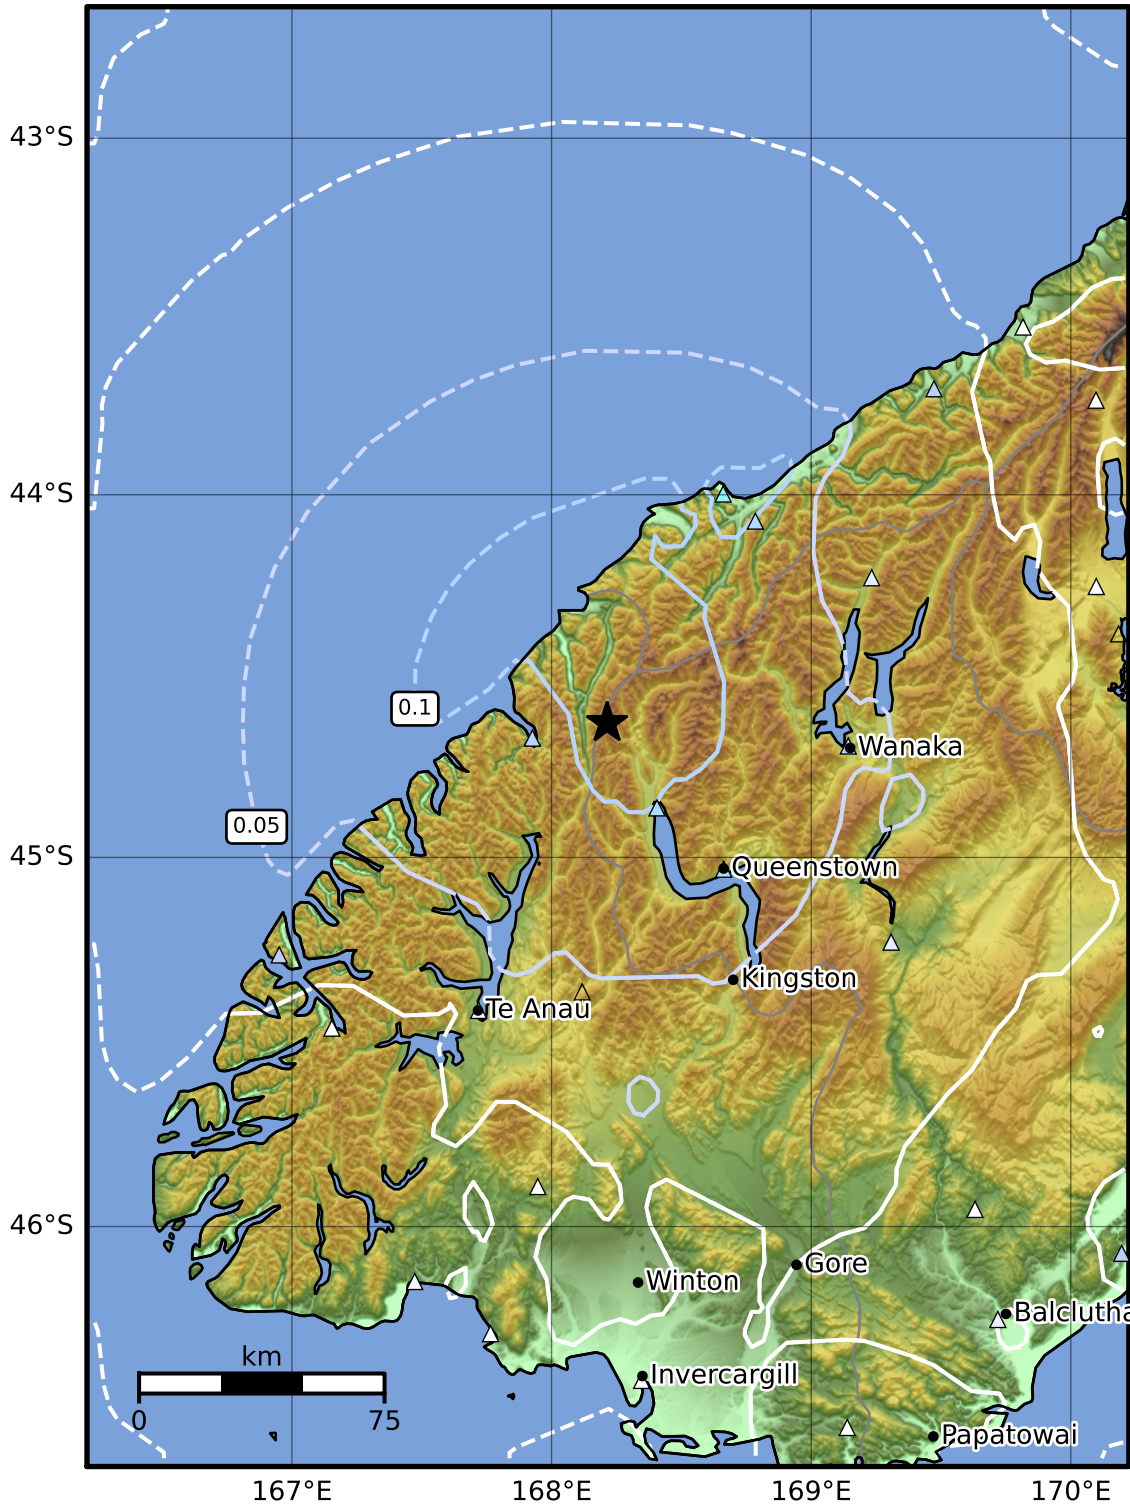 43°S
44°S
0.1
Wanaka
0.05
45°S
Queenstown
Kingston
Te Anau
46°S
Gore
Winton
Balclutha
km
Invercargill
0
75
Papatowai
167°E
168°E
169°E
170°E